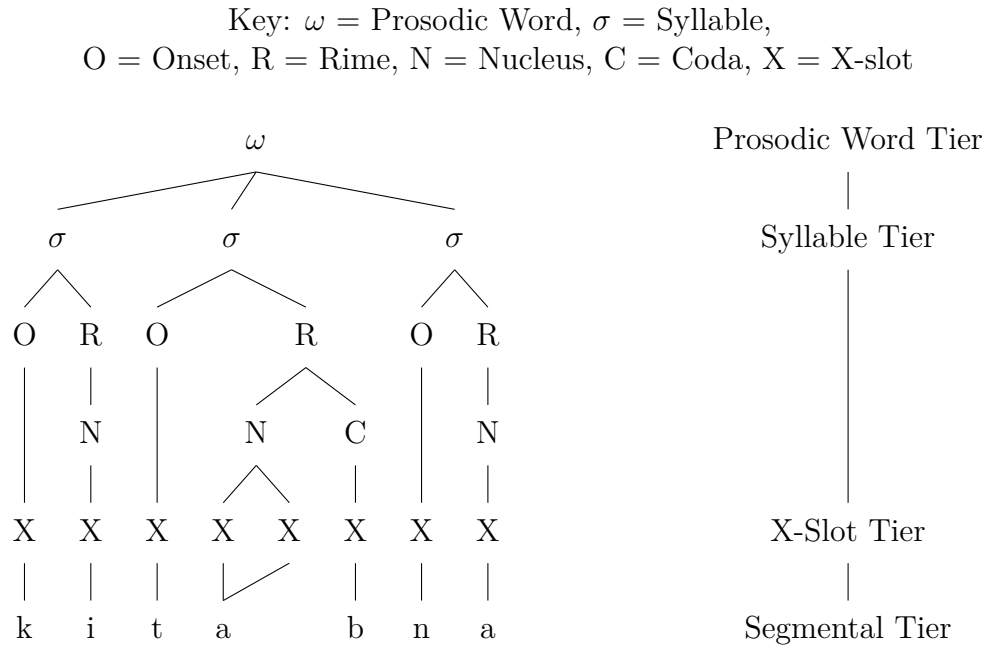 Key: ω = Prosodic Word, σ = Syllable,
O = Onset, R = Rime, N = Nucleus, C = Coda, X = X-slot
ω Prosodic Word Tier
σ σ σ Syllable Tier
O R O R O R
N N C N
X X X X X X X X X-Slot Tier
k i t a b n a Segmental Tier